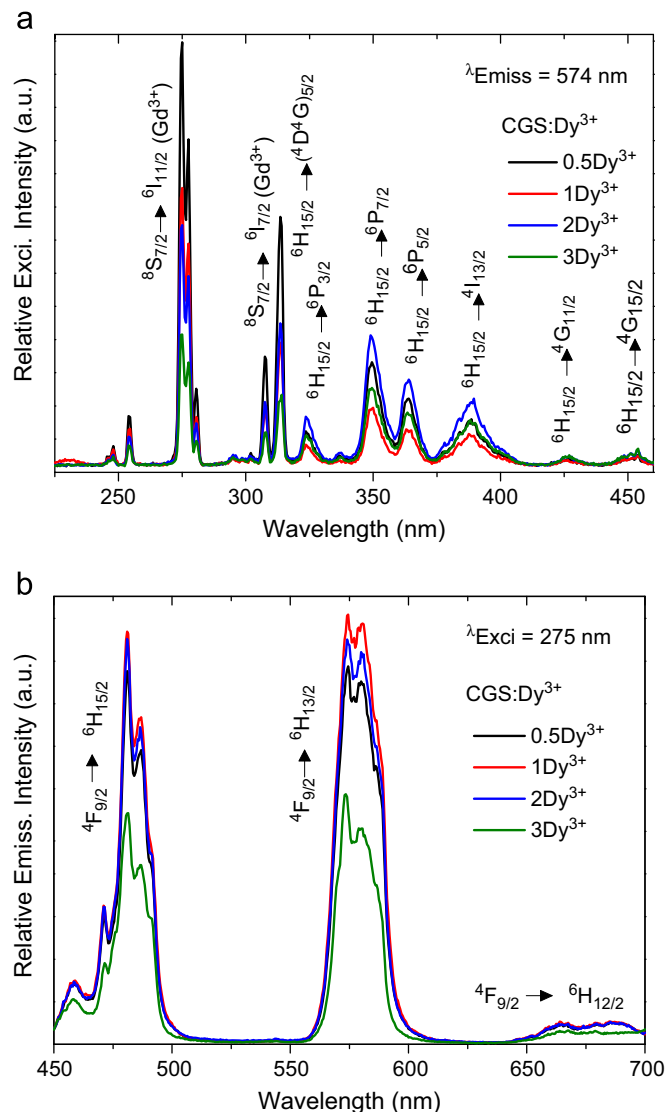 a
λEmiss = 574 nm
CGS:Dy³⁺
0.5Dy³⁺
1Dy³⁺
2Dy³⁺
3Dy³⁺
⁸S7/2→⁶I11/2 (Gd³⁺)
⁸S7/2→⁶I7/2 (Gd³⁺)
⁶H15/2→(⁴D⁴G)5/2
⁶H15/2→⁶P3/2
⁶H15/2→⁶P7/2
⁶H15/2→⁶P5/2
⁶H15/2→⁴I13/2
⁶H15/2→⁴G11/2
⁶H15/2→⁴G15/2
Relative Exci. Intensity (a.u.)
250 300 350 400 450
Wavelength (nm)
b
λExci = 275 nm
CGS:Dy³⁺
0.5Dy³⁺
1Dy³⁺
2Dy³⁺
3Dy³⁺
⁴F9/2→⁶H15/2
⁴F9/2→⁶H13/2
⁴F9/2→⁶H12/2
Relative Emiss. Intensity (a.u.)
450 500 550 600 650 700
Wavelength (nm)